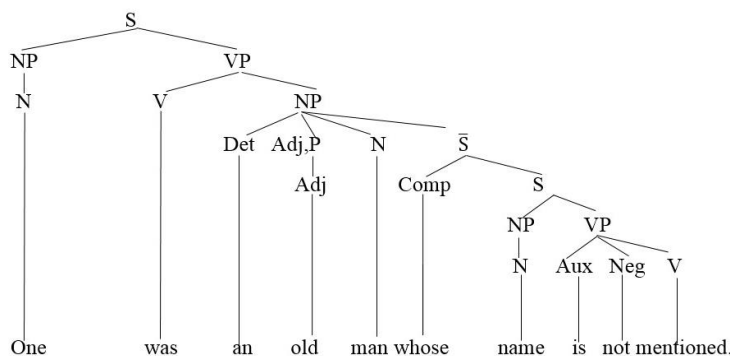 S
NP VP
N V NP
Det Adj,P N S̅
Adj Comp S
NP VP
N Aux Neg V
One was an old man whose name is not mentioned.